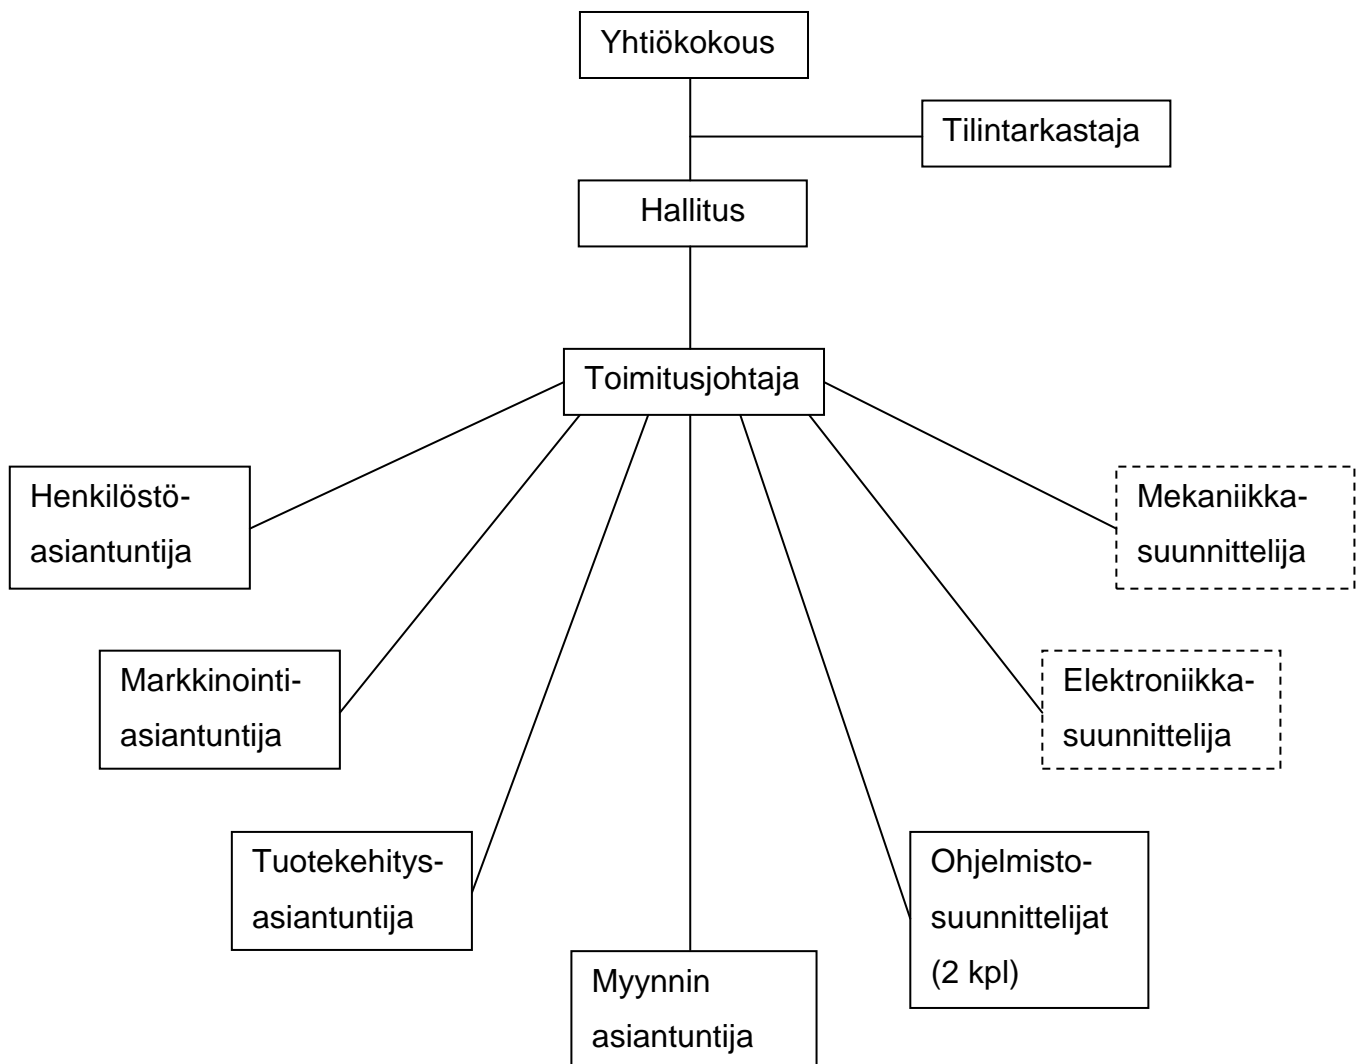 Yhtiökokous
Tilintarkastaja
Hallitus
Toimitusjohtaja
Henkilöstö-
asiantuntija
Mekaniikka-
suunnittelija
Markkinointi-
asiantuntija
Elektroniikka-
suunnittelija
Tuotekehitys-
asiantuntija
Ohjelmisto-
suunnittelijat
(2 kpl)
Myynnin
asiantuntija